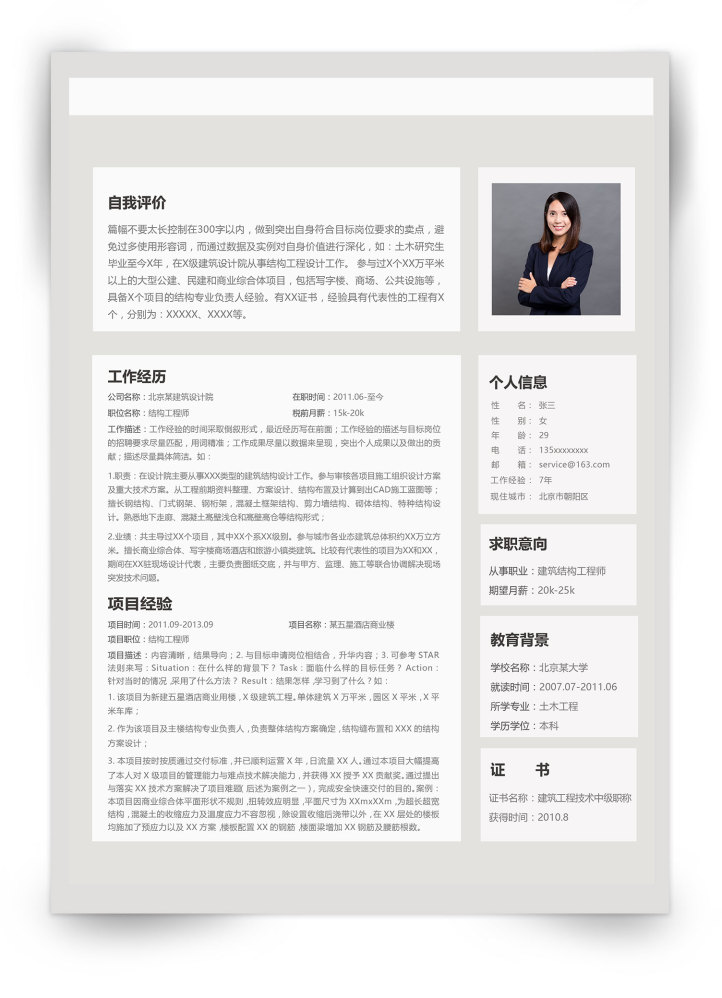 自我评价
篇幅不要太长控制在300字以内，做到突出自身符合目标岗位要求的卖点，避
免过多使用形容词，而通过数据及实例对自身价值进行深化，如：土木研究生
毕业至今X年，在X级建筑设计院从事结构工程设计工作。 参与过X个XX万平米
以上的大型公建、民建和商业综合体项目，包括写字楼、商场、公共设施等，
具备X个项目的结构专业负责人经验。有XX证书，经验具有代表性的工程有X
个，分别为：XXXXX、XXXX等。
工作经历
公司名称：北京某建筑设计院 在职时间：2011.06-至今
职位名称：结构工程师 税前月薪：15k-20k
工作描述：工作经验的时间采取倒叙形式，最近经历写在前面；工作经验的描述与目标岗位
的招聘要求尽量匹配，用词精准；工作成果尽量以数据来呈现，突出个人成果以及做出的贡
献；描述尽量具体简洁。如：
1.职责：在设计院主要从事XXX类型的建筑结构设计工作。参与审核各项目施工组织设计方案
及重大技术方案。从工程前期资料整理、方案设计、结构布置及计算到出CAD施工蓝图等；
擅长钢结构、门式钢架、钢桁架，混凝土框架结构、剪力墙结构、砌体结构、特种结构设
计。熟悉地下走廊、混凝土高壁浅仓和高壁高仓等结构形式；
2.业绩：共主导过XX个项目，其中XX个系XX级别。参与城市各业态建筑总体积约XX万立方
米。擅长商业综合体、写字楼商场酒店和旅游小镇类建筑。比较有代表性的项目为XX和XX，
期间在XX驻现场设计代表，主要负责图纸交底，并与甲方、监理、施工等联合协调解决现场
突发技术问题。
项目经验
项目时间：2011.09-2013.09 项目名称：某五星酒店商业楼
项目职位：结构工程师
项目描述：内容清晰，结果导向；2. 与目标申请岗位相结合，升华内容；3. 可参考 STAR
法则来写：Situation：在什么样的背景下？ Task：面临什么样的目标任务？ Action：
针对当时的情况 ,采用了什么方法？ Result：结果怎样 ,学习到了什么？如：
1. 该项目为新建五星酒店商业用楼，X 级建筑工程。单体建筑 X 万平米，园区 X 平米，X 平
米车库；
2. 作为该项目及主楼结构专业负责人，负责整体结构方案确定，结构缝布置和 XXX 的结构
方案设计；
3. 本项目按时按质通过交付标准，并已顺利运营 X 年，日流量 XX 人。通过本项目大幅提高
了本人对 X 级项目的管理能力与难点技术解决能力，并获得 XX 授予 XX 贡献奖。通过提出
与落实 XX 技术方案解决了项目难题（ 后述为案例之一 ），完成安全快速交付的目的。案例：
本项目因商业综合体平面形状不规则，扭转效应明显，平面尺寸为 XXmxXXm，为超长超宽
结构，混凝土的收缩应力及温度应力不容忽视，除设置收缩后浇带以外，在 XX 层处的楼板
均施加了预应力以及 XX 方案，楼板配置 XX 的钢筋，楼面梁增加 XX 钢筋及腰筋根数。
个人信息
性 名：张三
性 别：女
年 龄：29
电 话：135xxxxxxxx
邮 箱：service@163.com
工作经验：7年
现住城市：北京市朝阳区
求职意向
从事职业：建筑结构工程师
期望月薪：20k-25k
教育背景
学校名称：北京某大学
就读时间：2007.07-2011.06
所学专业：土木工程
学历学位：本科
证 书
证书名称：建筑工程技术中级职称
获得时间：2010.8